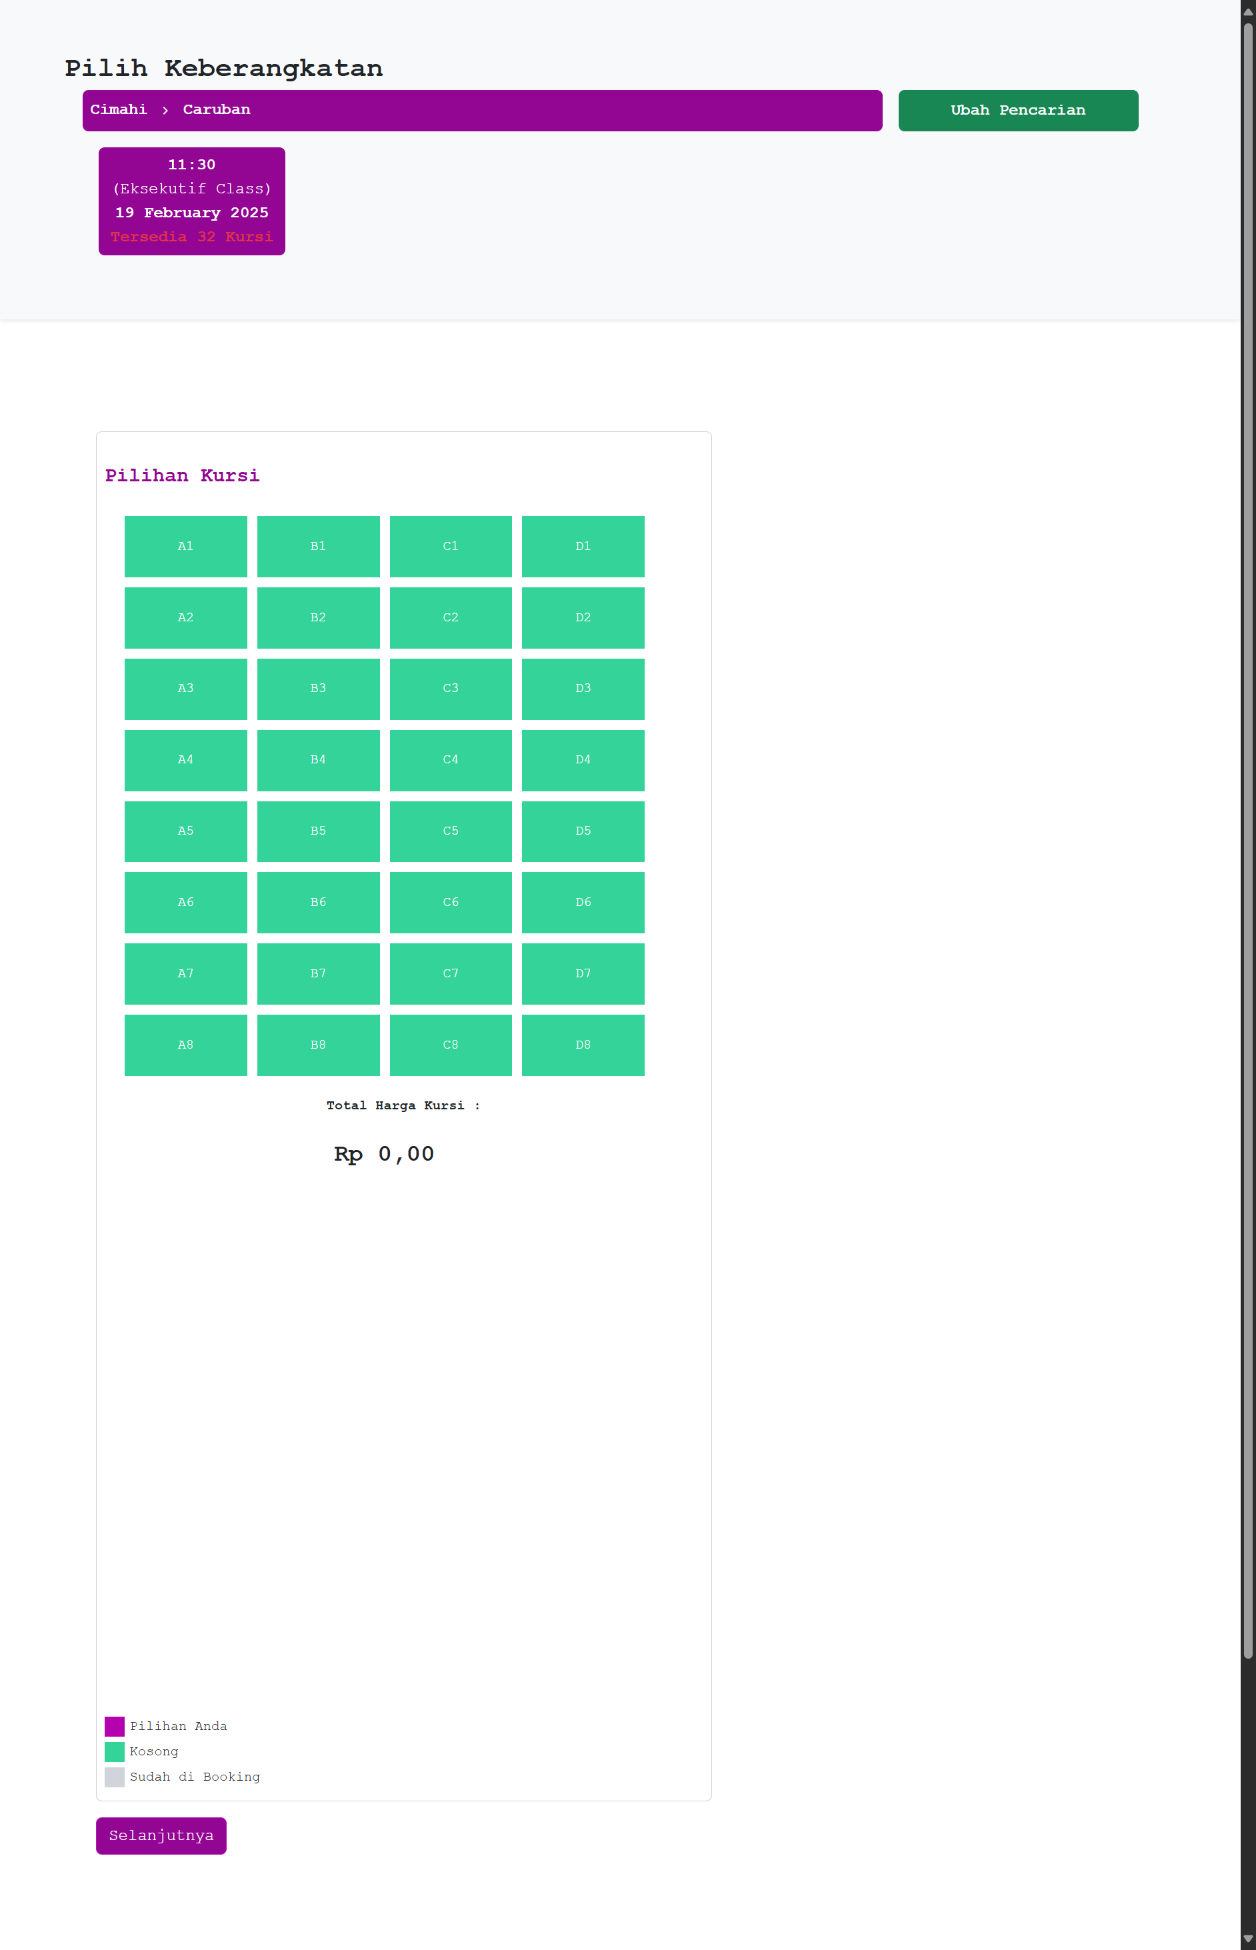 Pilih Keberangkatan
Cimahi › Caruban
Ubah Pencarian
11:30
(Eksekutif Class)
19 February 2025
Tersedia 32 Kursi
Pilihan Kursi
A1 B1 C1 D1
A2 B2 C2 D2
A3 B3 C3 D3
A4 B4 C4 D4
A5 B5 C5 D5
A6 B6 C6 D6
A7 B7 C7 D7
A8 B8 C8 D8
Total Harga Kursi :
Rp 0,00
Pilihan Anda
Kosong
Sudah di Booking
Selanjutnya